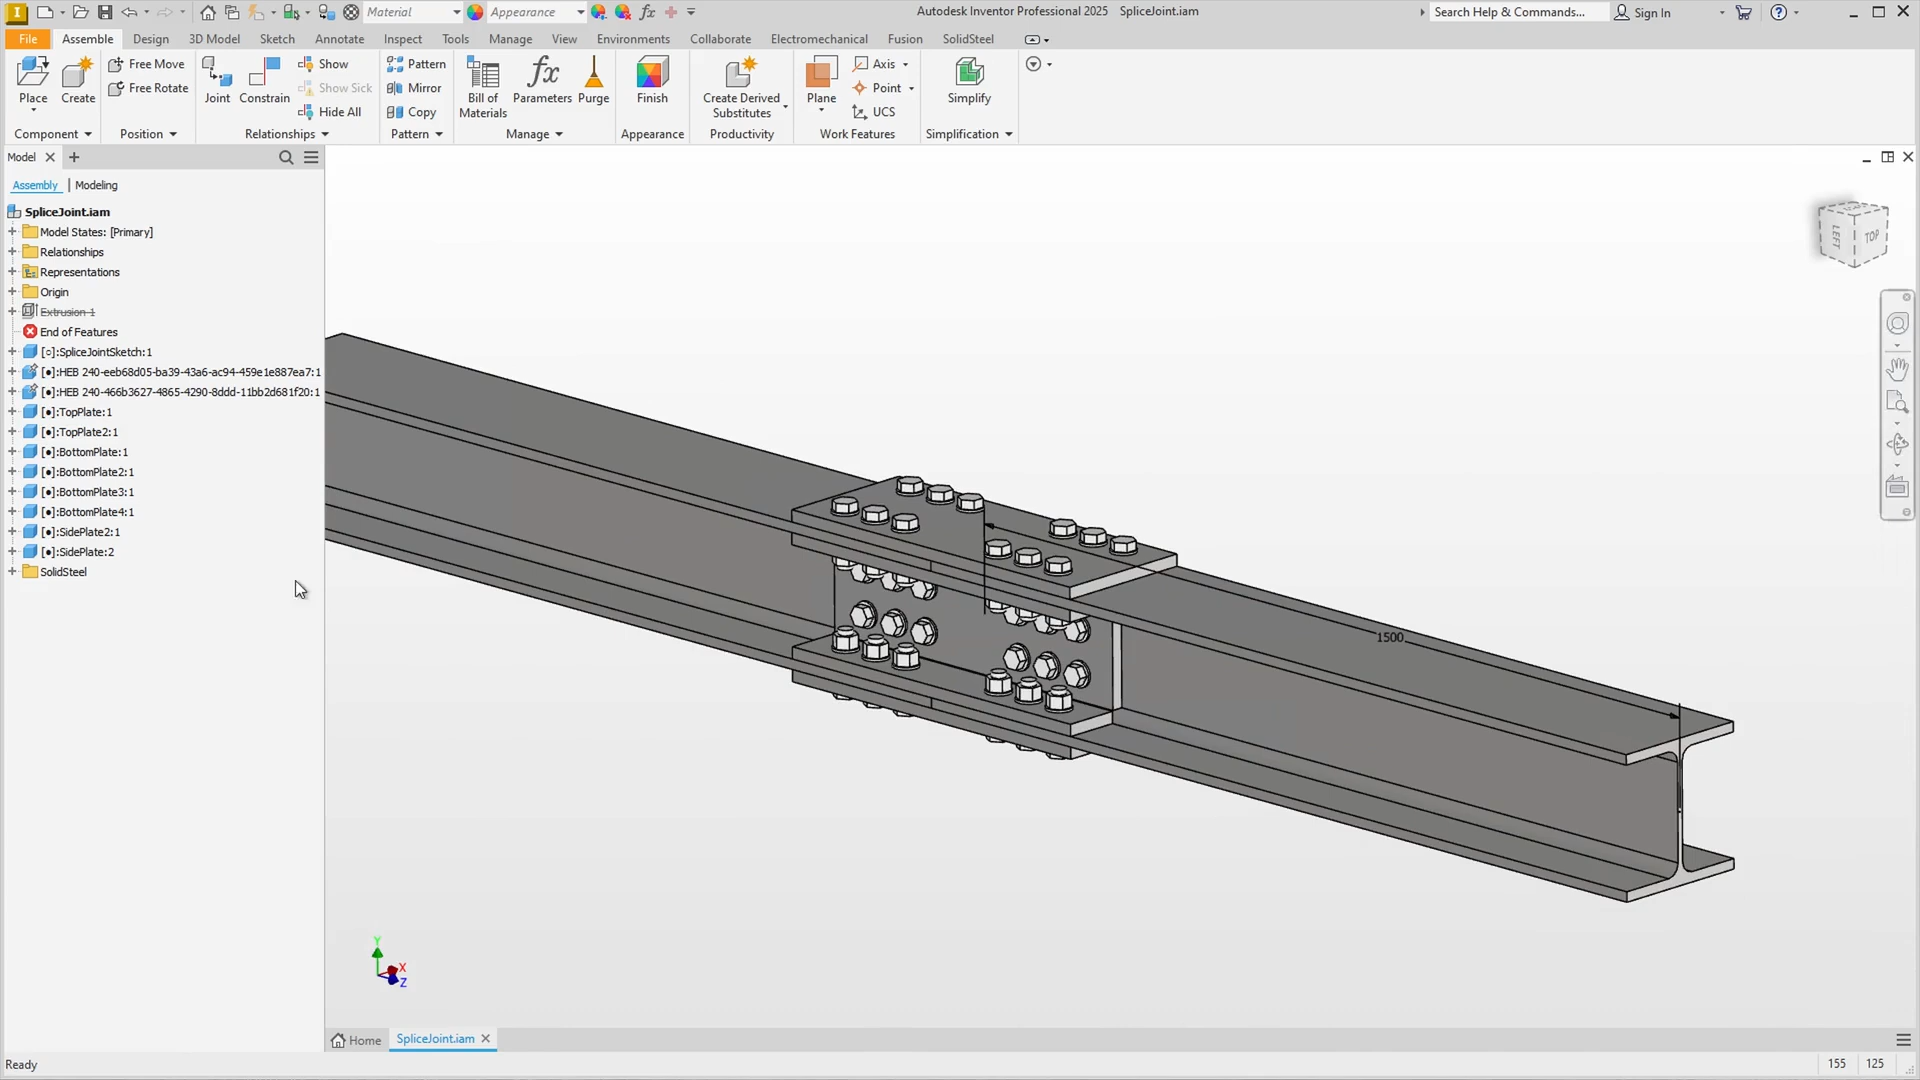 Material
Appearance
Autodesk Inventor Professional 2025 SpliceJoint.iam
Search Help & Commands...
Sign In
File
Assemble
Design
3D Model
Sketch
Annotate
Inspect
Tools
Manage
View
Environments
Collaborate
Electromechanical
Fusion
SolidSteel
Place
Create
Free Move
Free Rotate
Joint
Constrain
Show
Show Sick
Hide All
Pattern
Mirror
Copy
Bill of
Materials
fx
Parameters
Purge
Finish
Create Derived
Substitutes
Plane
Axis
Point
UCS
Simplify
Component
Position
Relationships
Pattern
Manage
Appearance
Productivity
Work Features
Simplification
Model
Assembly | Modeling
SpliceJoint.iam
Model States: [Primary]
Relationships
Representations
Origin
Extrusion 1
End of Features
[○]:SpliceJointSketch:1
[●]:HEB 240-eeb68d05-ba39-43a6-ac94-459e1e887ea7:1
[●]:HEB 240-466b3627-4865-4290-8ddd-11bb2d681f20:1
[●]:TopPlate:1
[●]:TopPlate2:1
[●]:BottomPlate:1
[●]:BottomPlate2:1
[●]:BottomPlate3:1
[●]:BottomPlate4:1
[●]:SidePlate2:1
[●]:SidePlate:2
SolidSteel
LEFT
TOP
1500
Y
X
Z
Home
SpliceJoint.iam
Ready
155
125